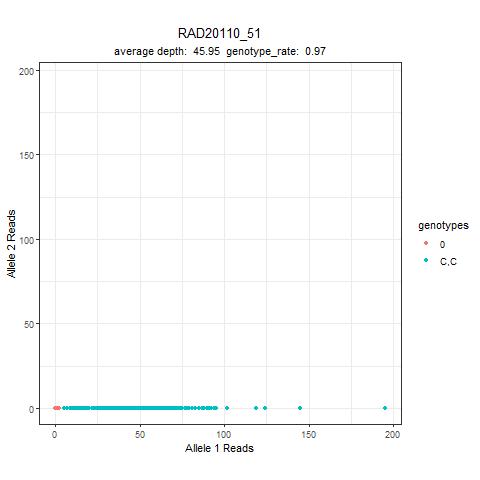 RAD20110_51
average depth:  45.95  genotype_rate:  0.97
200
150
100
50
0
Allele 2 Reads
0
50
100
150
200
Allele 1 Reads
genotypes
0
C,C